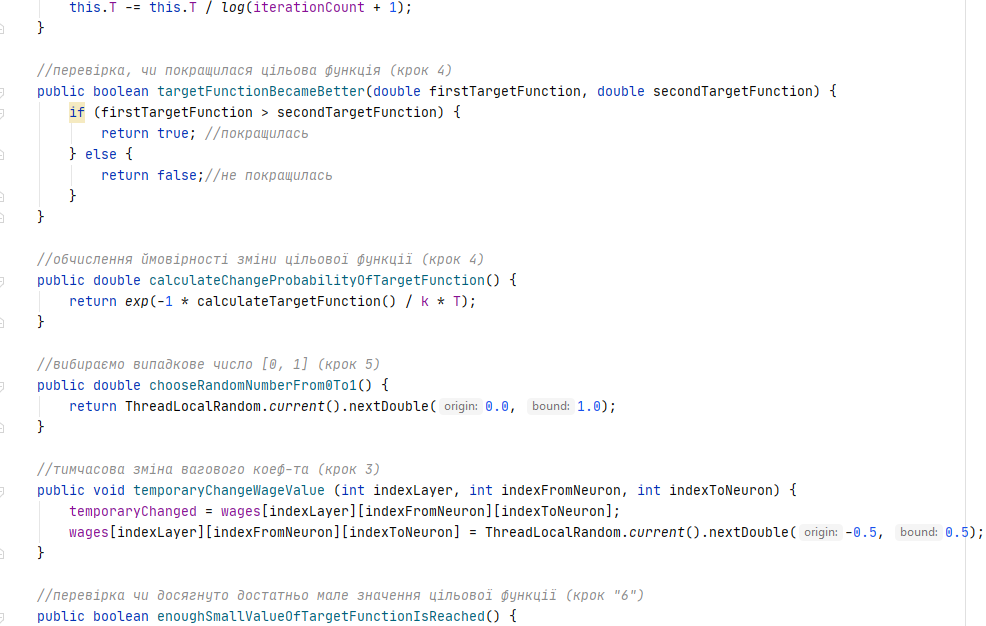 this.T -= this.T / log(iterationCount + 1);
}
//перевірка, чи покращилася цільова функція (крок 4)
public boolean targetFunctionBecameBetter(double firstTargetFunction, double secondTargetFunction) {
if (firstTargetFunction > secondTargetFunction) {
return true; //покращилась
} else {
return false;//не покращилась
}
}
//обчислення ймовірності зміни цільової функції (крок 4)
public double calculateChangeProbabilityOfTargetFunction() {
return exp(-1 * calculateTargetFunction() / k * T);
}
//вибираємо випадкове число [0, 1] (крок 5)
public double chooseRandomNumberFrom0To1() {
return ThreadLocalRandom.current().nextDouble( origin: 0.0, bound: 1.0);
}
//тимчасова зміна вагового коеф-та (крок 3)
public void temporaryChangeWageValue (int indexLayer, int indexFromNeuron, int indexToNeuron) {
temporaryChanged = wages[indexLayer][indexFromNeuron][indexToNeuron];
wages[indexLayer][indexFromNeuron][indexToNeuron] = ThreadLocalRandom.current().nextDouble( origin: -0.5, bound: 0.5);
}
//перевірка чи досягнуто достатньо мале значення цільової функції (крок "6")
public boolean enoughSmallValueOfTargetFunctionIsReached() {